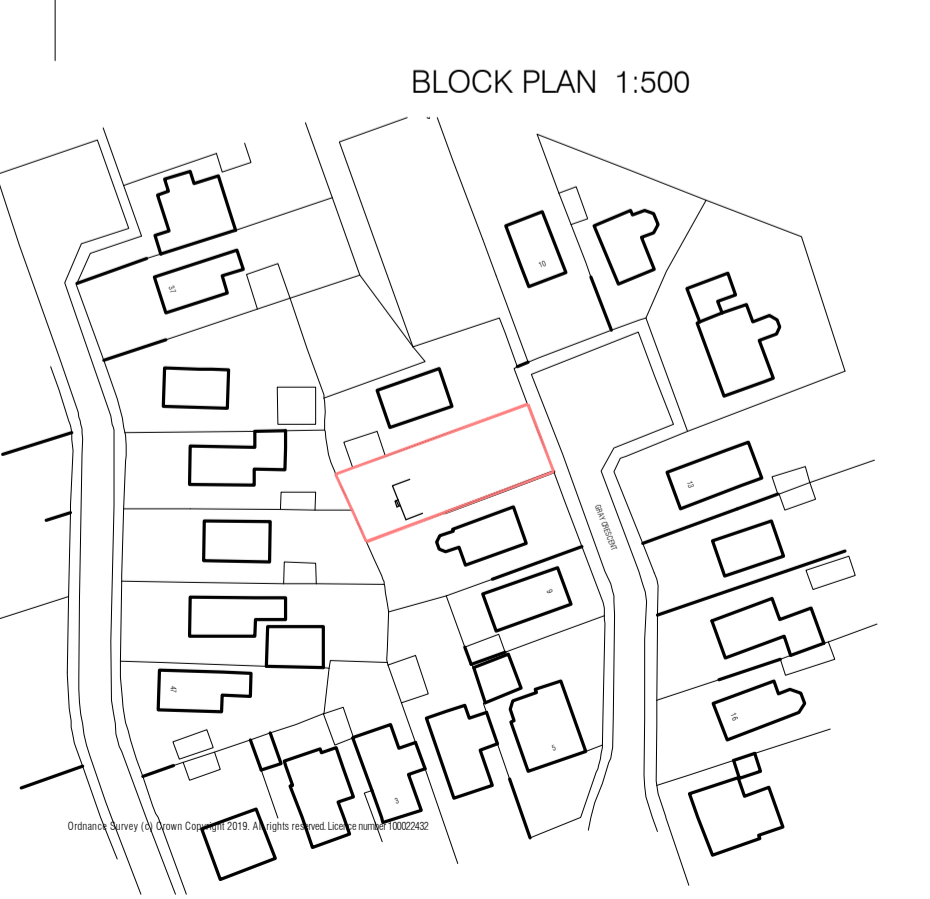 BLOCK PLAN 1:500
10
37
13
GRAY CRESCENT
9
47
16
5
3
Ordnance Survey (c) Crown Copyright 2019. All rights reserved. Licence number 100022432